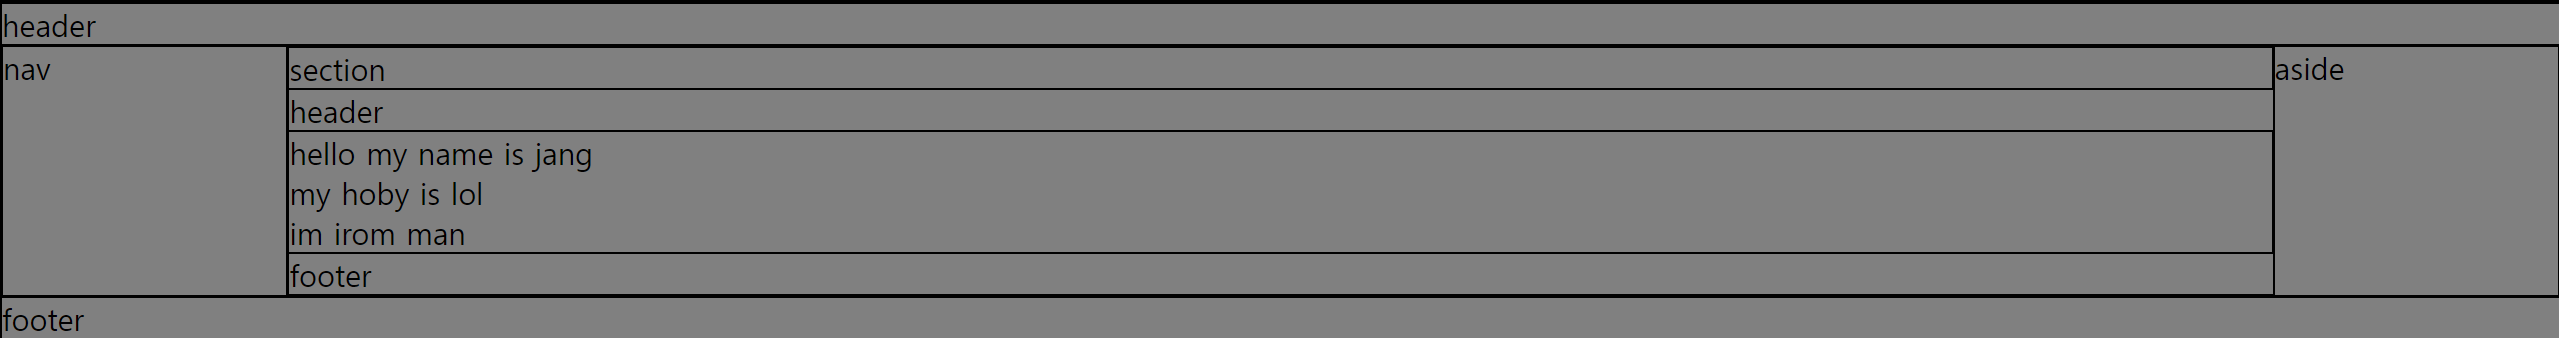 header
nav
section
header
hello my name is jang
my hoby is lol
im irom man
footer
aside
footer